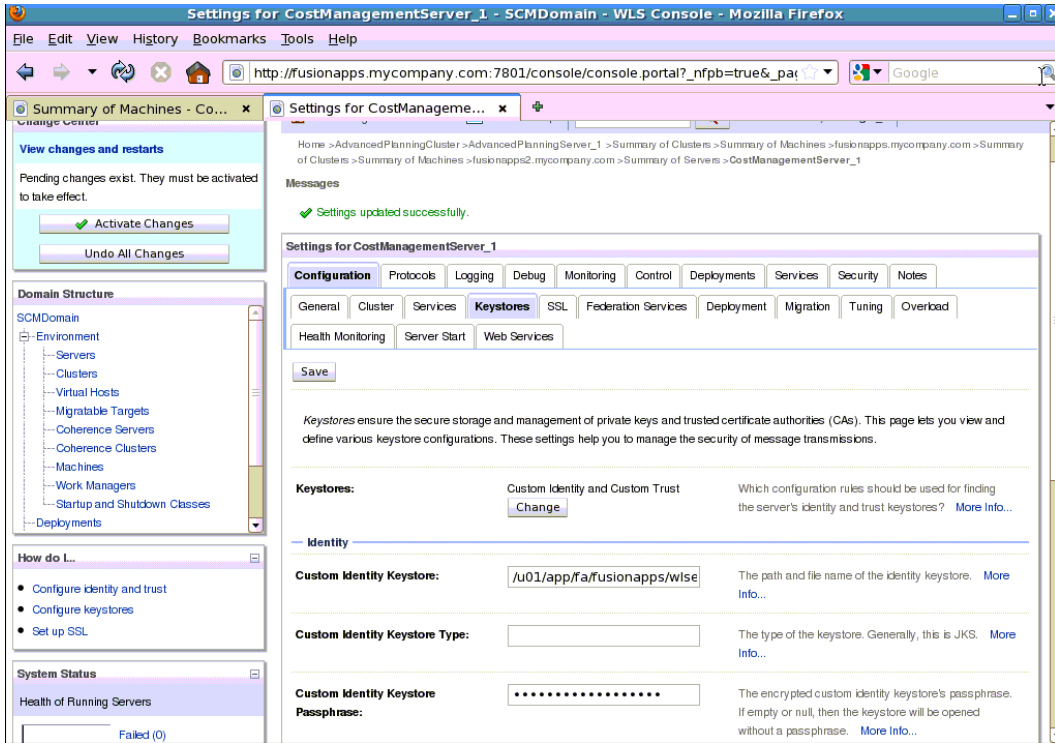 Settings for CostManagementServer_1 - SCMDomain - WLS Console - Mozilla Firefox
File Edit View History Bookmarks Tools Help
http://fusionapps.mycompany.com:7801/console/console.portal?_nfpb=true&_pa
Google
Summary of Machines - Co...
Settings for CostManageme...
Change Center
View changes and restarts
Pending changes exist. They must be activated
to take effect.
Activate Changes
Undo All Changes
Domain Structure
SCMDomain
Environment
Servers
Clusters
Virtual Hosts
Migratable Targets
Coherence Servers
Coherence Clusters
Machines
Work Managers
Startup and Shutdown Classes
Deployments
How do I...
Configure identity and trust
Configure keystores
Set up SSL
System Status
Health of Running Servers
Failed (0)
Home >AdvancedPlanningCluster >AdvancedPlanningServer_1 >Summary of Clusters >Summary of Machines >fusionapps.mycompany.com >Summary
of Clusters >Summary of Machines >fusionapps2.mycompany.com >Summary of Servers >CostManagementServer_1
Messages
Settings updated successfully.
Settings for CostManagementServer_1
Configuration Protocols Logging Debug Monitoring Control Deployments Services Security Notes
General Cluster Services Keystores SSL Federation Services Deployment Migration Tuning Overload
Health Monitoring Server Start Web Services
Save
Keystores ensure the secure storage and management of private keys and trusted certificate authorities (CAs). This page lets you view and
define various keystore configurations. These settings help you to manage the security of message transmissions.
Keystores:
Custom Identity and Custom Trust
Change
Which configuration rules should be used for finding
the server's identity and trust keystores? More Info...
Identity
Custom Identity Keystore:
/u01/app/fa/fusionapps/wlse
The path and file name of the identity keystore. More
Info...
Custom Identity Keystore Type:
The type of the keystore. Generally, this is JKS. More
Info...
Custom Identity Keystore
Passphrase:
••••••••••••••••••
The encrypted custom identity keystore's passphrase.
If empty or null, then the keystore will be opened
without a passphrase. More Info...